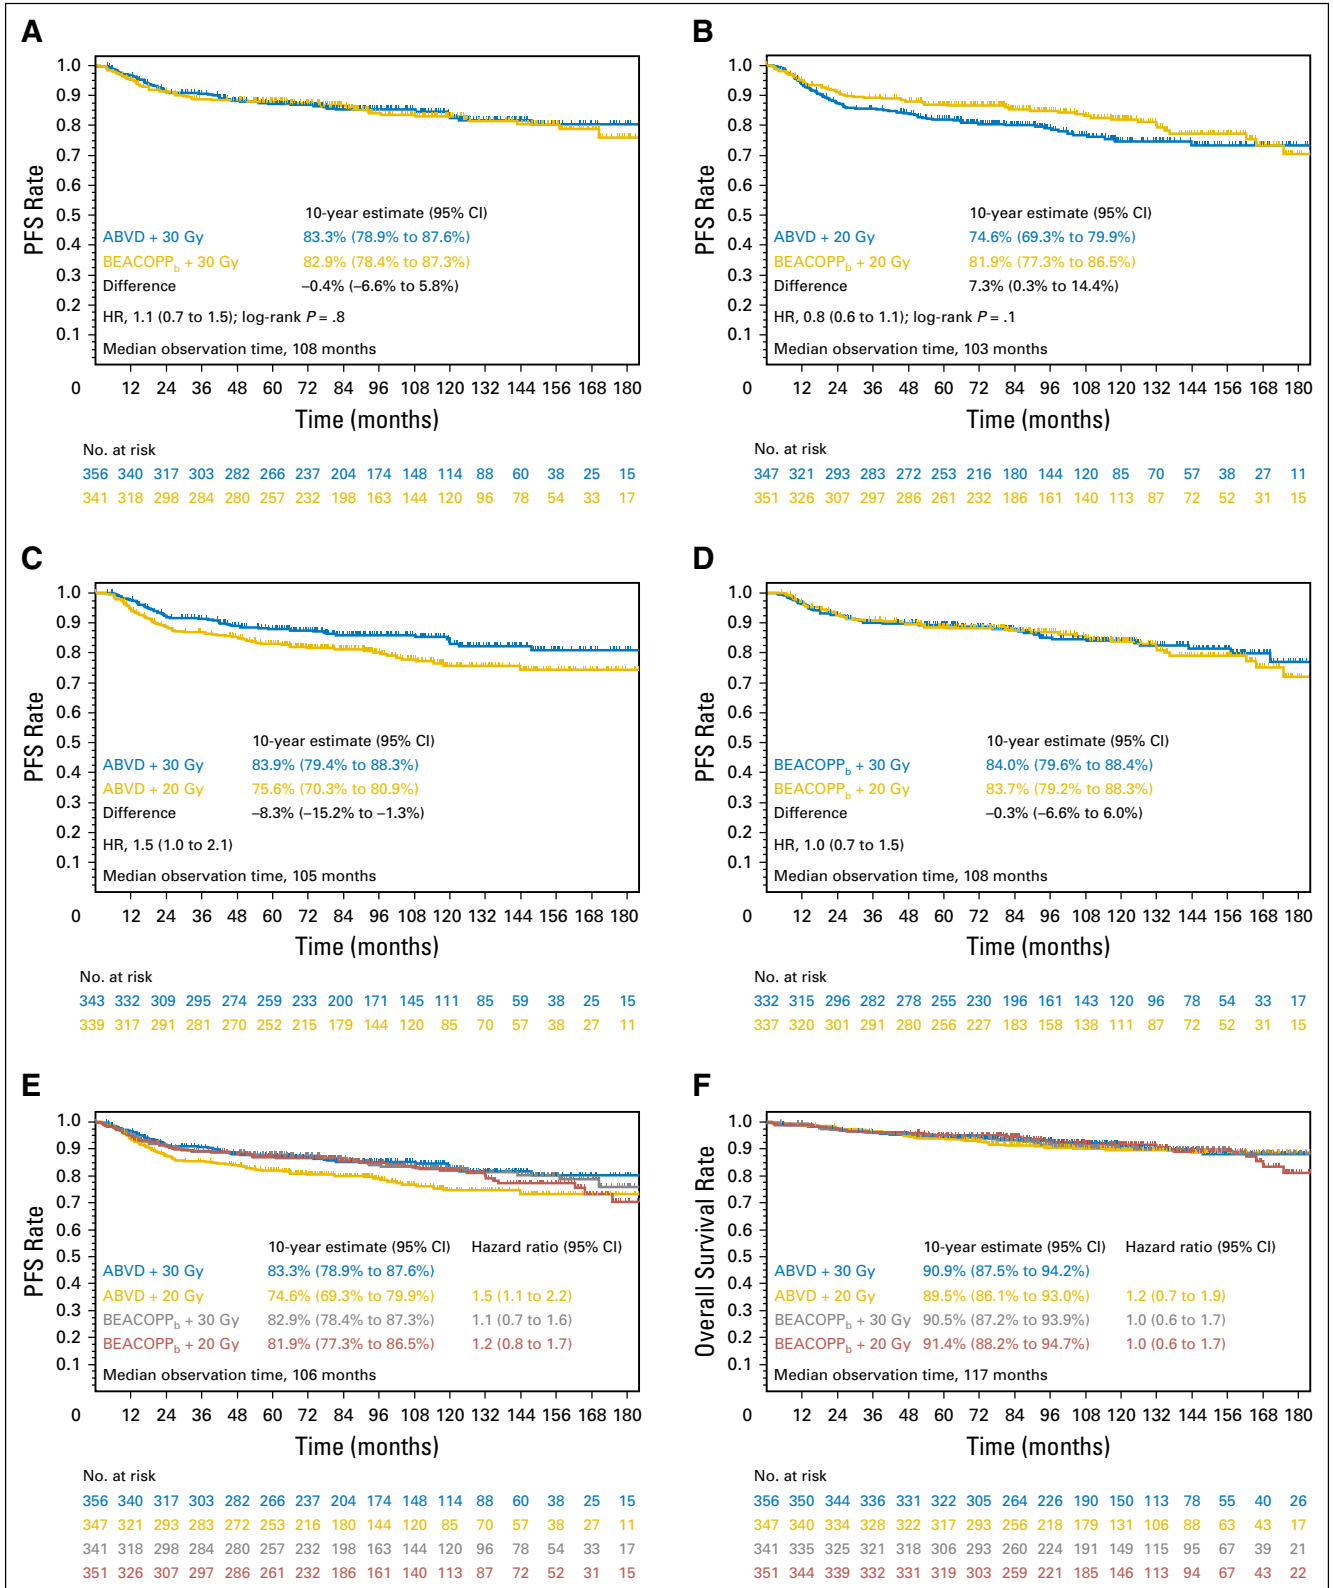 A
PFS Rate
1.0
0.9
0.8
0.7
0.6
0.5
0.4
0.3
0.2
0.1
10-year estimate (95% CI)
ABVD + 30 Gy 83.3% (78.9% to 87.6%)
BEACOPPb + 30 Gy 82.9% (78.4% to 87.3%)
Difference –0.4% (–6.6% to 5.8%)
HR, 1.1 (0.7 to 1.5); log-rank P = .8
Median observation time, 108 months
0 12 24 36 48 60 72 84 96 108 120 132 144 156 168 180
Time (months)
No. at risk
356 340 317 303 282 266 237 204 174 148 114 88 60 38 25 15
341 318 298 284 280 257 232 198 163 144 120 96 78 54 33 17
B
PFS Rate
1.0
0.9
0.8
0.7
0.6
0.5
0.4
0.3
0.2
0.1
10-year estimate (95% CI)
ABVD + 20 Gy 74.6% (69.3% to 79.9%)
BEACOPPb + 20 Gy 81.9% (77.3% to 86.5%)
Difference 7.3% (0.3% to 14.4%)
HR, 0.8 (0.6 to 1.1); log-rank P = .1
Median observation time, 103 months
0 12 24 36 48 60 72 84 96 108 120 132 144 156 168 180
Time (months)
No. at risk
347 321 293 283 272 253 216 180 144 120 85 70 57 38 27 11
351 326 307 297 286 261 232 186 161 140 113 87 72 52 31 15
C
PFS Rate
1.0
0.9
0.8
0.7
0.6
0.5
0.4
0.3
0.2
0.1
10-year estimate (95% CI)
ABVD + 30 Gy 83.9% (79.4% to 88.3%)
ABVD + 20 Gy 75.6% (70.3% to 80.9%)
Difference –8.3% (–15.2% to –1.3%)
HR, 1.5 (1.0 to 2.1)
Median observation time, 105 months
0 12 24 36 48 60 72 84 96 108 120 132 144 156 168 180
Time (months)
No. at risk
343 332 309 295 274 259 233 200 171 145 111 85 59 38 25 15
339 317 291 281 270 252 215 179 144 120 85 70 57 38 27 11
D
PFS Rate
1.0
0.9
0.8
0.7
0.6
0.5
0.4
0.3
0.2
0.1
10-year estimate (95% CI)
BEACOPPb + 30 Gy 84.0% (79.6% to 88.4%)
BEACOPPb + 20 Gy 83.7% (79.2% to 88.3%)
Difference –0.3% (–6.6% to 6.0%)
HR, 1.0 (0.7 to 1.5)
Median observation time, 108 months
0 12 24 36 48 60 72 84 96 108 120 132 144 156 168 180
Time (months)
No. at risk
332 315 296 282 278 255 230 196 161 143 120 96 78 54 33 17
337 320 301 291 280 256 227 183 158 138 111 87 72 52 31 15
E
PFS Rate
1.0
0.9
0.8
0.7
0.6
0.5
0.4
0.3
0.2
0.1
10-year estimate (95% CI) Hazard ratio (95% CI)
ABVD + 30 Gy 83.3% (78.9% to 87.6%)
ABVD + 20 Gy 74.6% (69.3% to 79.9%) 1.5 (1.1 to 2.2)
BEACOPPb + 30 Gy 82.9% (78.4% to 87.3%) 1.1 (0.7 to 1.6)
BEACOPPb + 20 Gy 81.9% (77.3% to 86.5%) 1.2 (0.8 to 1.7)
Median observation time, 106 months
0 12 24 36 48 60 72 84 96 108 120 132 144 156 168 180
Time (months)
No. at risk
356 340 317 303 282 266 237 204 174 148 114 88 60 38 25 15
347 321 293 283 272 253 216 180 144 120 85 70 57 38 27 11
341 318 298 284 280 257 232 198 163 144 120 96 78 54 33 17
351 326 307 297 286 261 232 186 161 140 113 87 72 52 31 15
F
Overall Survival Rate
1.0
0.9
0.8
0.7
0.6
0.5
0.4
0.3
0.2
0.1
10-year estimate (95% CI) Hazard ratio (95% CI)
ABVD + 30 Gy 90.9% (87.5% to 94.2%)
ABVD + 20 Gy 89.5% (86.1% to 93.0%) 1.2 (0.7 to 1.9)
BEACOPPb + 30 Gy 90.5% (87.2% to 93.9%) 1.0 (0.6 to 1.7)
BEACOPPb + 20 Gy 91.4% (88.2% to 94.7%) 1.0 (0.6 to 1.7)
Median observation time, 117 months
0 12 24 36 48 60 72 84 96 108 120 132 144 156 168 180
Time (months)
No. at risk
356 350 344 336 331 322 305 264 226 190 150 113 78 55 40 26
347 340 334 328 322 317 293 256 218 179 131 106 88 63 43 17
341 335 325 321 318 306 293 260 224 191 149 115 95 67 39 21
351 344 339 332 331 319 303 259 221 185 146 113 94 67 43 22